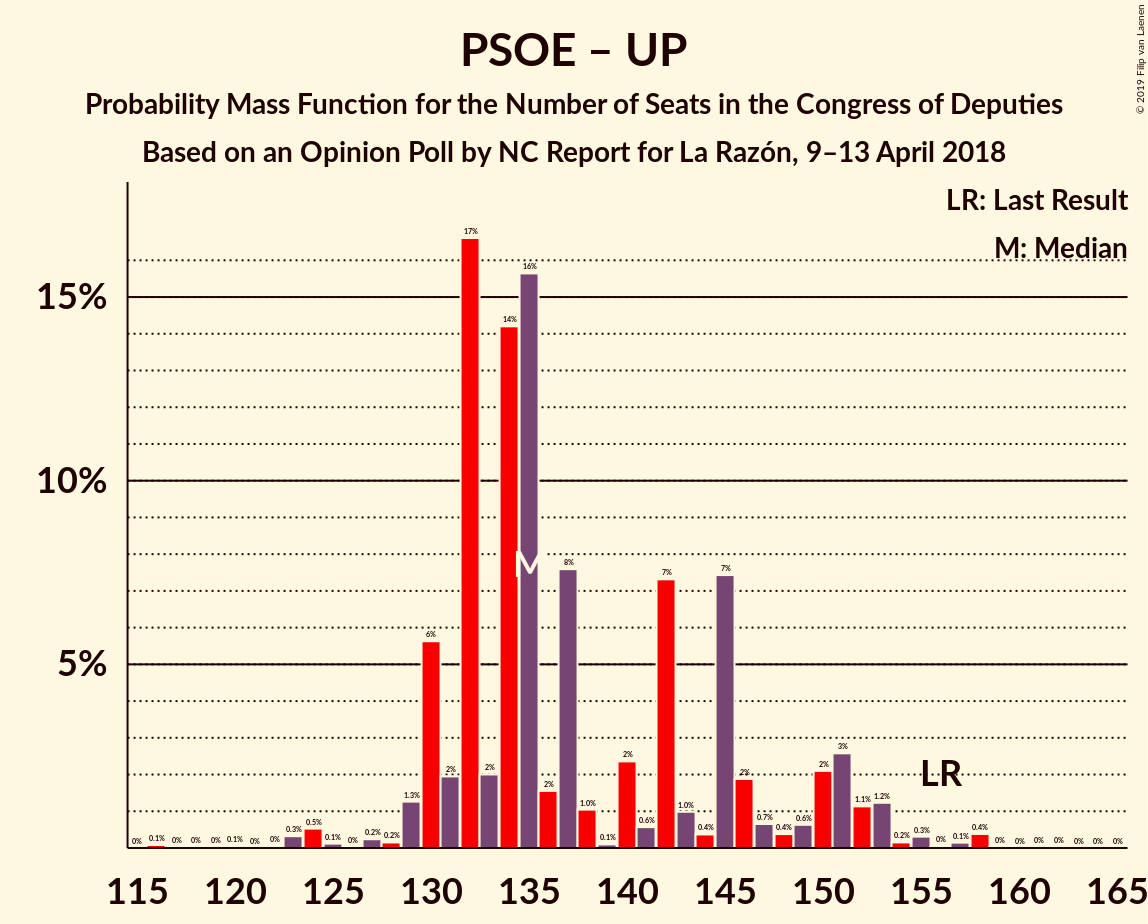 PSOE – UP
Probability Mass Function for the Number of Seats in the Congress of Deputies
Based on an Opinion Poll by NC Report for La Razón, 9–13 April 2018
© 2019 Filip van Laenen
LR: Last Result
M: Median
15%
10%
5%
0% 0.1% 0% 0% 0% 0.1% 0% 0% 0.3% 0.5% 0.1% 0% 0.2% 0.2% 1.3% 6% 2% 17% 2% 14% 16% 2% 8% 1.0% 0.1% 2% 0.6% 7% 1.0% 0.4% 7% 2% 0.7% 0.4% 0.6% 2% 3% 1.1% 1.2% 0.2% 0.3% 0% 0.1% 0.4% 0% 0% 0% 0% 0% 0% 0%
M
LR
115 120 125 130 135 140 145 150 155 160 165